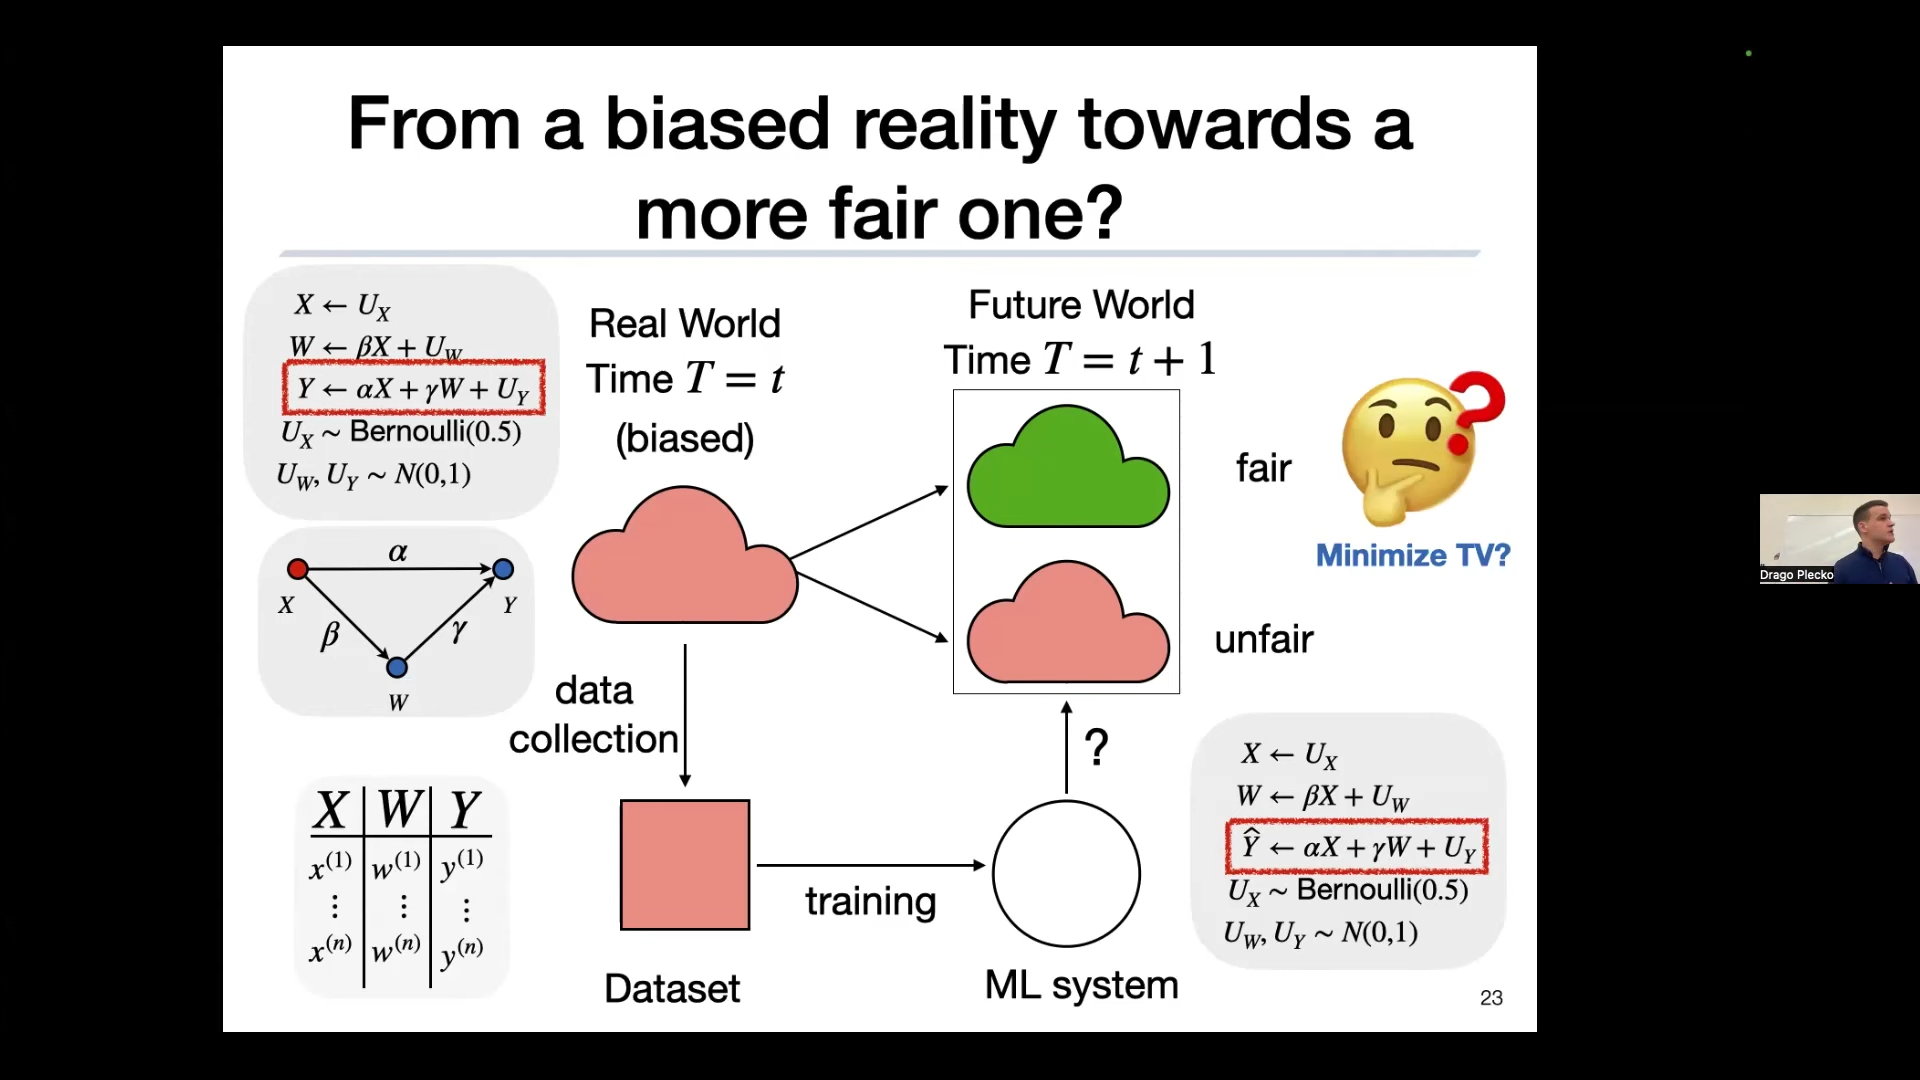 From a biased reality towards a
more fair one?
X ← U_X
W ← βX + U_W
Y ← αX + γW + U_Y
U_X ~ Bernoulli(0.5)
U_W, U_Y ~ N(0,1)
Real World
Time T = t
(biased)
Future World
Time T = t + 1
fair
Minimize TV?
unfair
α
X
Y
β
γ
W
data
collection
?
X W Y
x^(1) w^(1) y^(1)
⋮ ⋮ ⋮
x^(n) w^(n) y^(n)
training
Dataset
ML system
X ← U_X
W ← βX + U_W
Ŷ ← αX + γW + U_Y
U_X ~ Bernoulli(0.5)
U_W, U_Y ~ N(0,1)
23
Drago Plecko